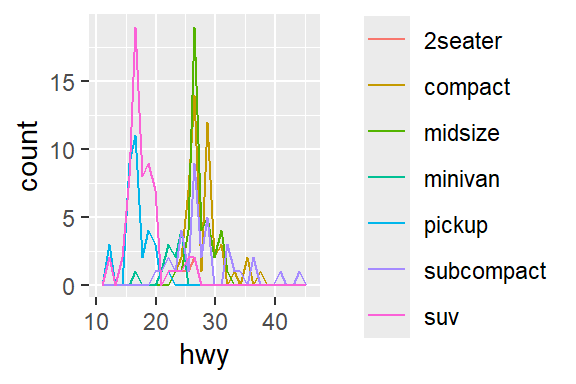 15
10
5
0
count
10 20 30 40
hwy
2seater
compact
midsize
minivan
pickup
subcompact
suv